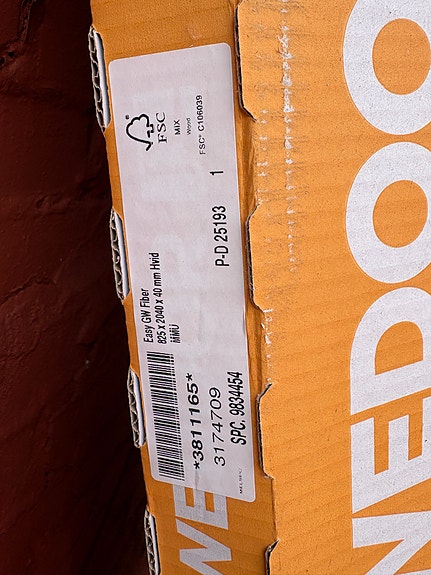 FSC
MIX
Wood
FSC® C106039
P-D 25193 1
Easy GW Fiber
825 x 2040 x 40 mm Hvid
MMU
*3811165*
3174709
SPC. 9834454